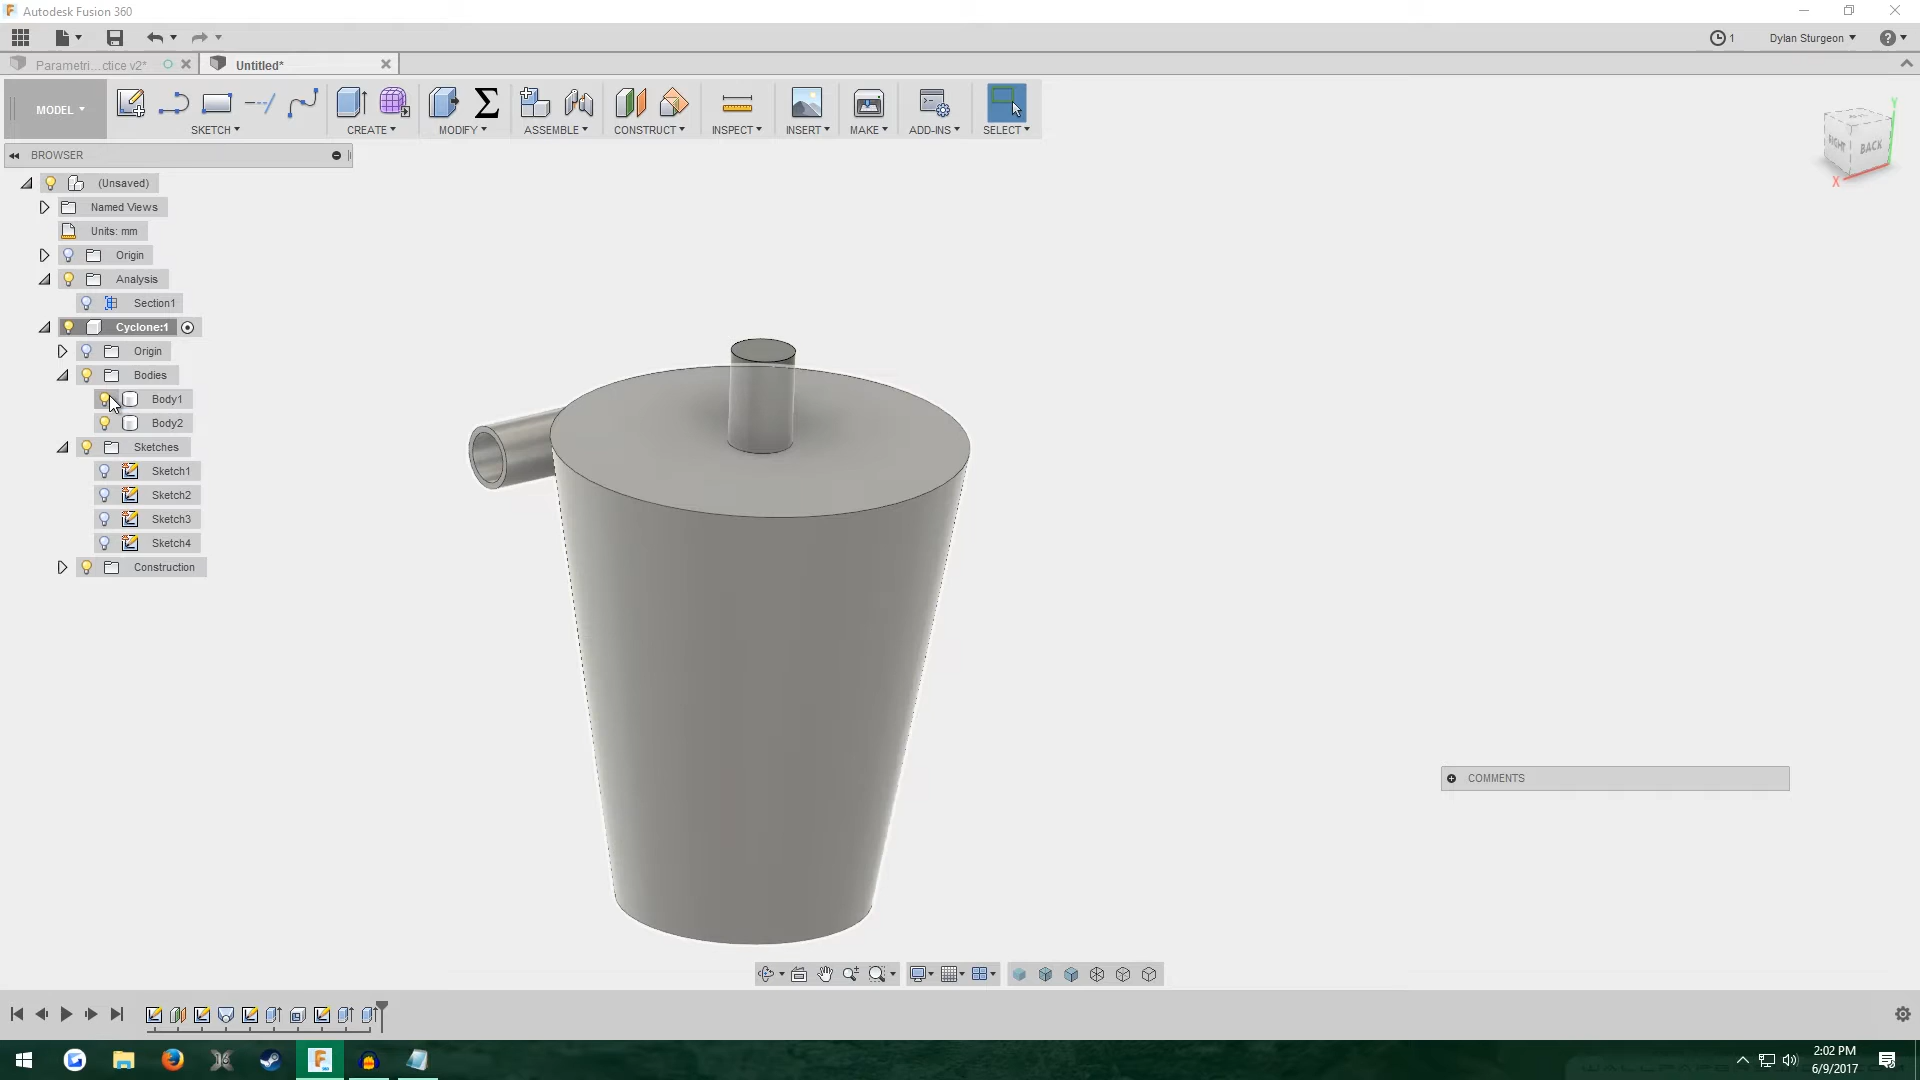 Autodesk Fusion 360
1
Dylan Sturgeon
Parametri...ctice v2*
Untitled*
MODEL
SKETCH
CREATE
MODIFY
ASSEMBLE
CONSTRUCT
INSPECT
INSERT
MAKE
ADD-INS
SELECT
Y
RIGHT
BACK
X
BROWSER
(Unsaved)
Named Views
Units: mm
Origin
Analysis
Section1
Cyclone:1
Origin
Bodies
Body1
Body2
Sketches
Sketch1
Sketch2
Sketch3
Sketch4
Construction
COMMENTS
2:02 PM
6/9/2017